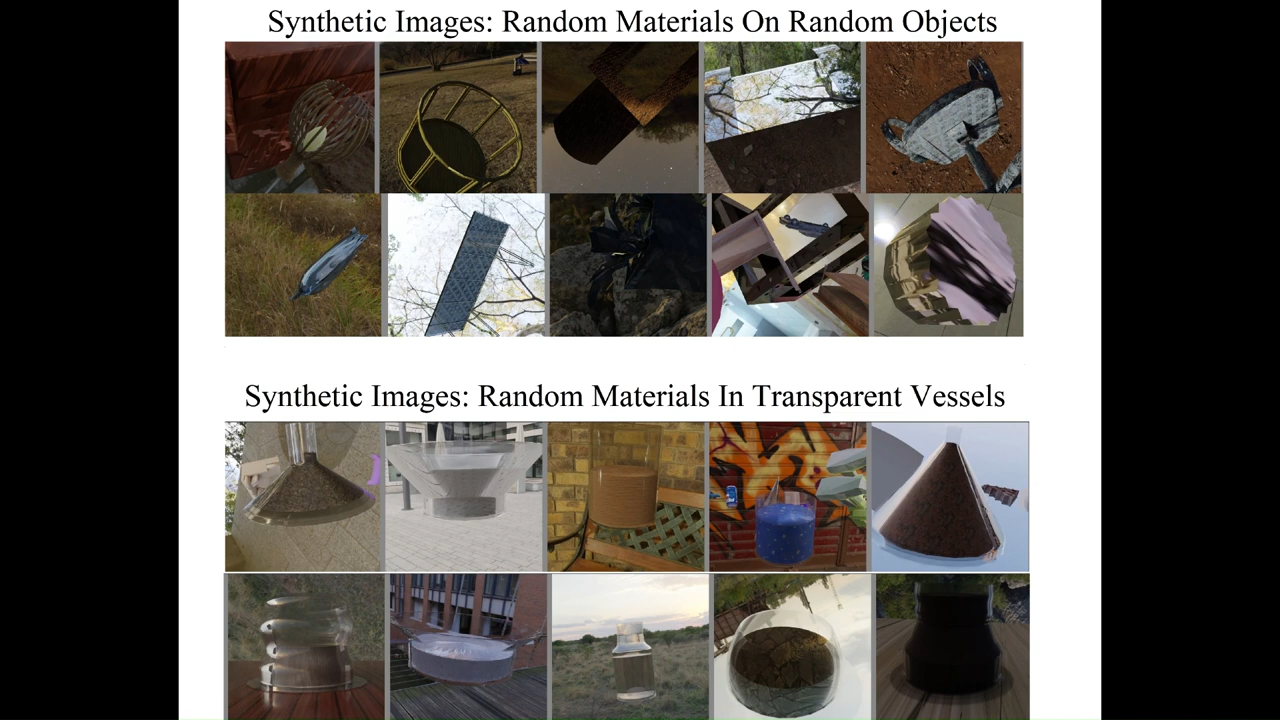 Synthetic Images: Random Materials On Random Objects
Synthetic Images: Random Materials In Transparent Vessels